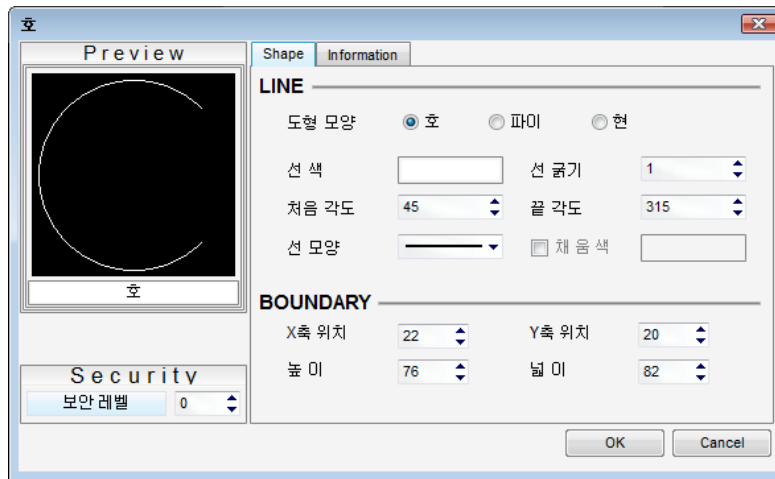 호
Preview
호
Security
보안 레벨 0
Shape Information
LINE
도형 모양 호 파이 현
선 색 선 굵기 1
처음 각도 45 끝 각도 315
선 모양 채 움 색
BOUNDARY
X축 위치 22 Y축 위치 20
높 이 76 넓 이 82
OK Cancel